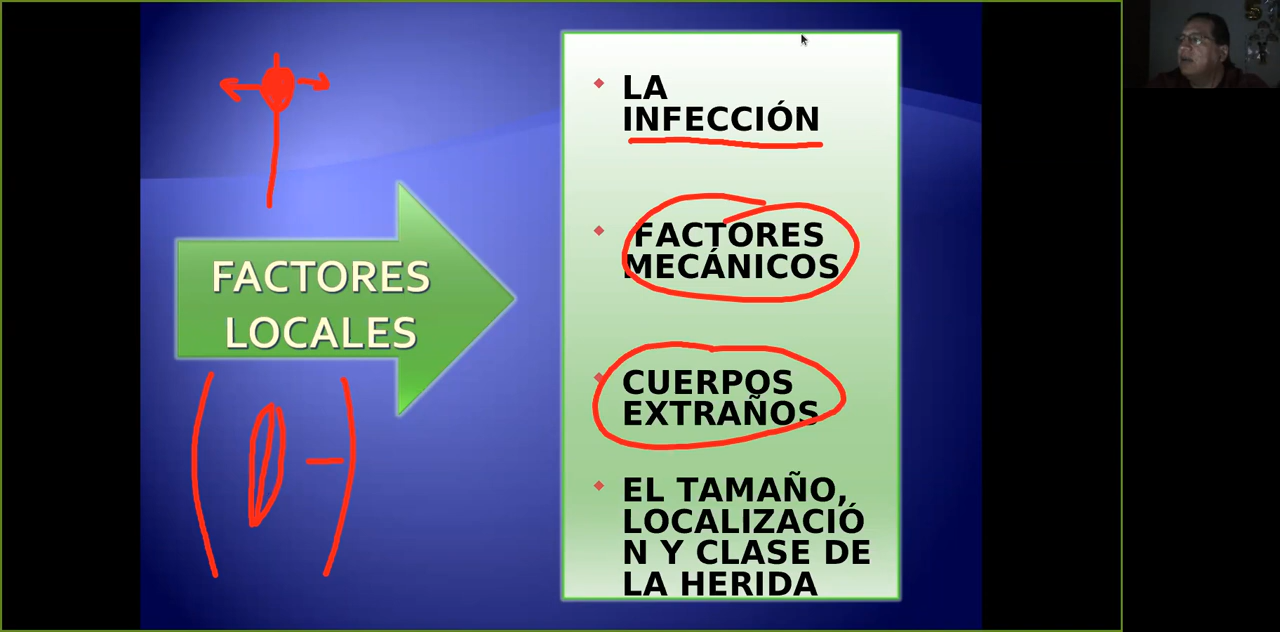 FACTORES
LOCALES
LA
INFECCIÓN
FACTORES
MECÁNICOS
CUERPOS
EXTRAÑOS
EL TAMAÑO,
LOCALIZACIÓ
N Y CLASE DE
LA HERIDA